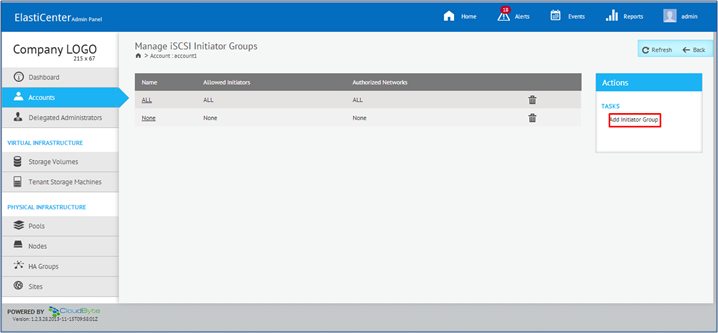 ElastiCenter Admin Panel
Home
18
Alerts
Events
Reports
admin
Company LOGO
215 x 67
Manage iSCSI Initiator Groups
> Account : account1
Refresh
Back
Dashboard
Accounts
Delegated Administrators
VIRTUAL INFRASTRUCTURE
Storage Volumes
Tenant Storage Machines
PHYSICAL INFRASTRUCTURE
Pools
Nodes
HA Groups
Sites
Name Allowed Initiators Authorized Networks
ALL ALL ALL
None None None
Actions
TASKS
Add Initiator Group
POWERED BY CloudByte
Version: 1.2.3.28.2013-11-15T09:58:01Z